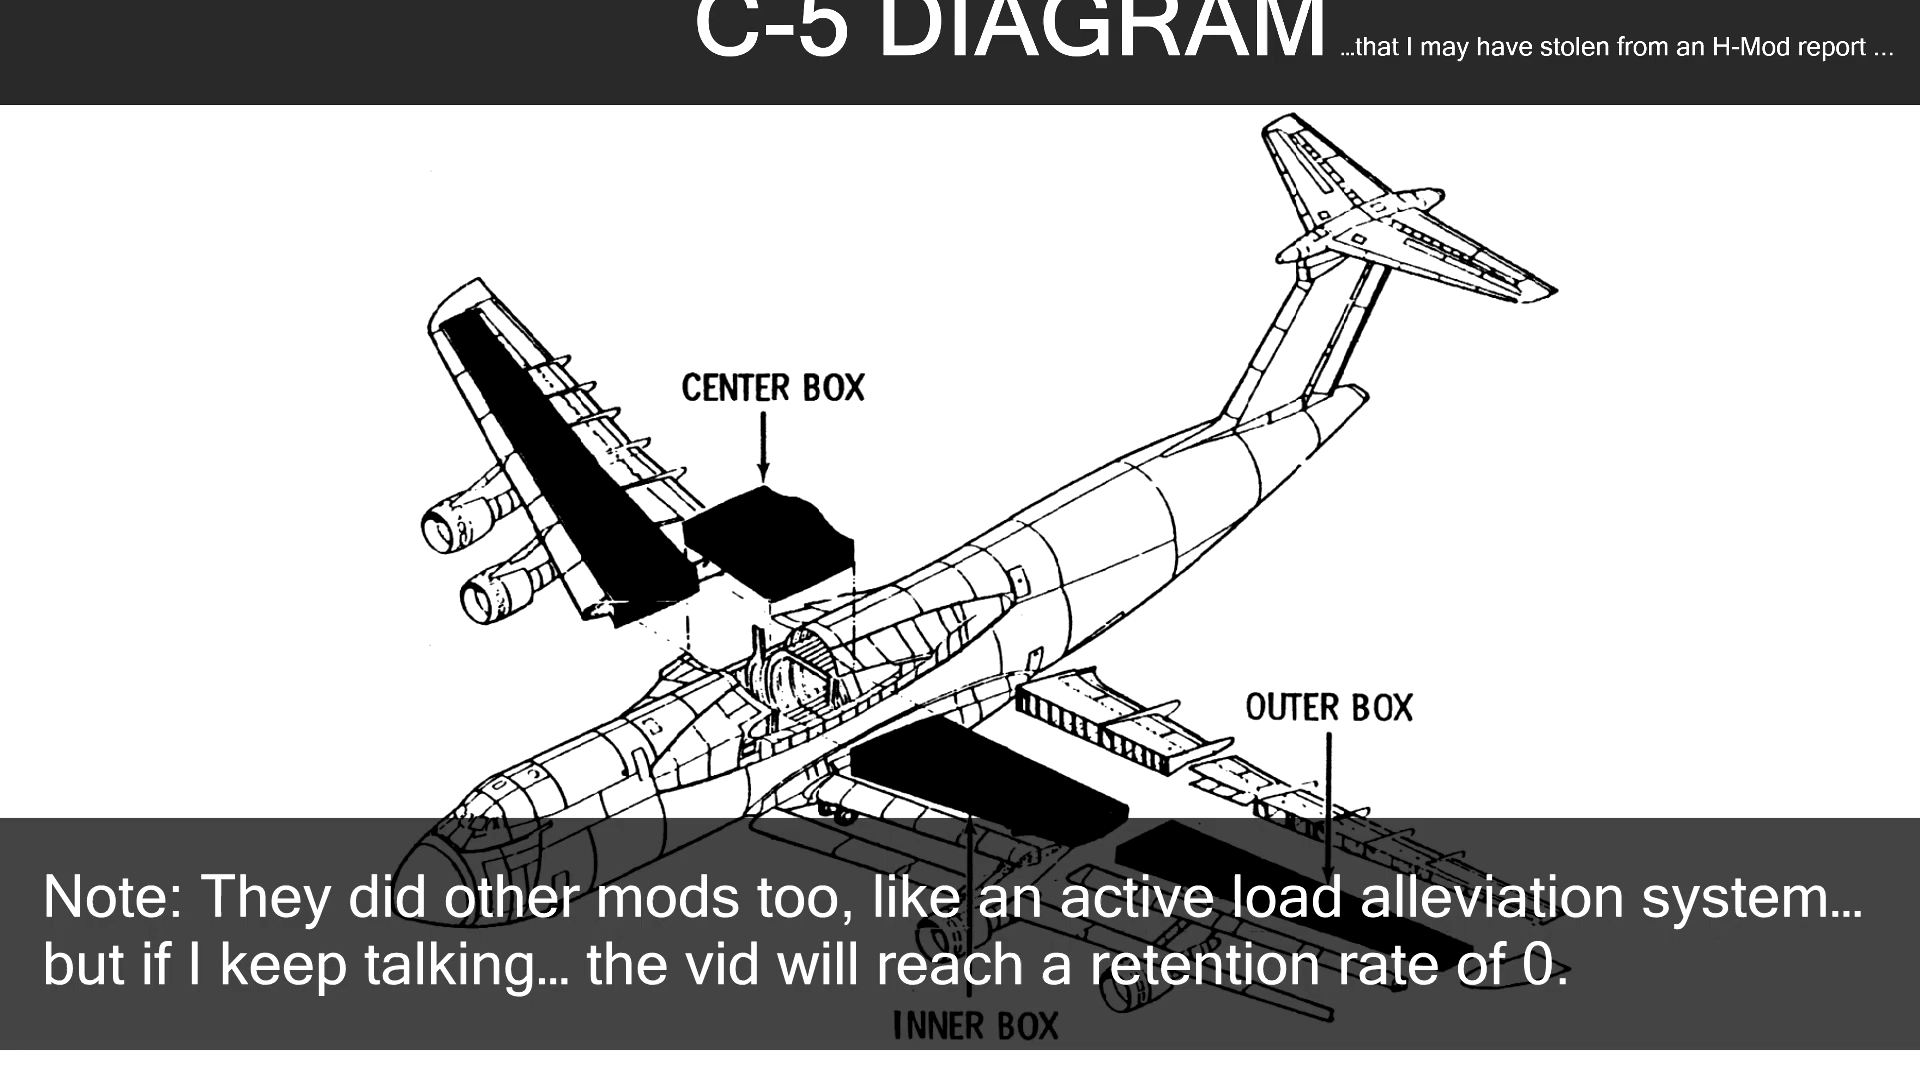 C-5 DIAGRAM …that I may have stolen from an H-Mod report …
CENTER BOX
OUTER BOX
Note: They did other mods too, like an active load alleviation system…
but if I keep talking… the vid will reach a retention rate of 0.
INNER BOX